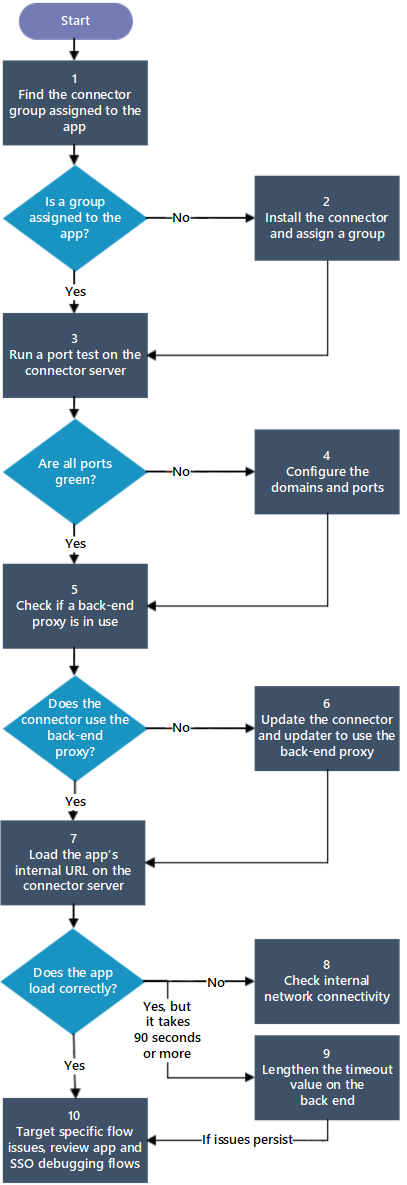 Start
1
Find the connector
group assigned to the
app
Is a group
assigned to the
app?
No
2
Install the connector
and assign a group
Yes
3
Run a port test on the
connector server
Are all ports
green?
No
4
Configure the
domains and ports
Yes
5
Check if a back-end
proxy is in use
Does the
connector use the
back-end
proxy?
No
6
Update the connector
and updater to use the
back-end proxy
Yes
7
Load the app's
internal URL on the
connector server
Does the app
load correctly?
No
8
Check internal
network connectivity
Yes, but
it takes
90 seconds
or more
9
Lengthen the timeout
value on the
back end
Yes
10
Target specific flow
issues, review app and
SSO debugging flows
If issues persist